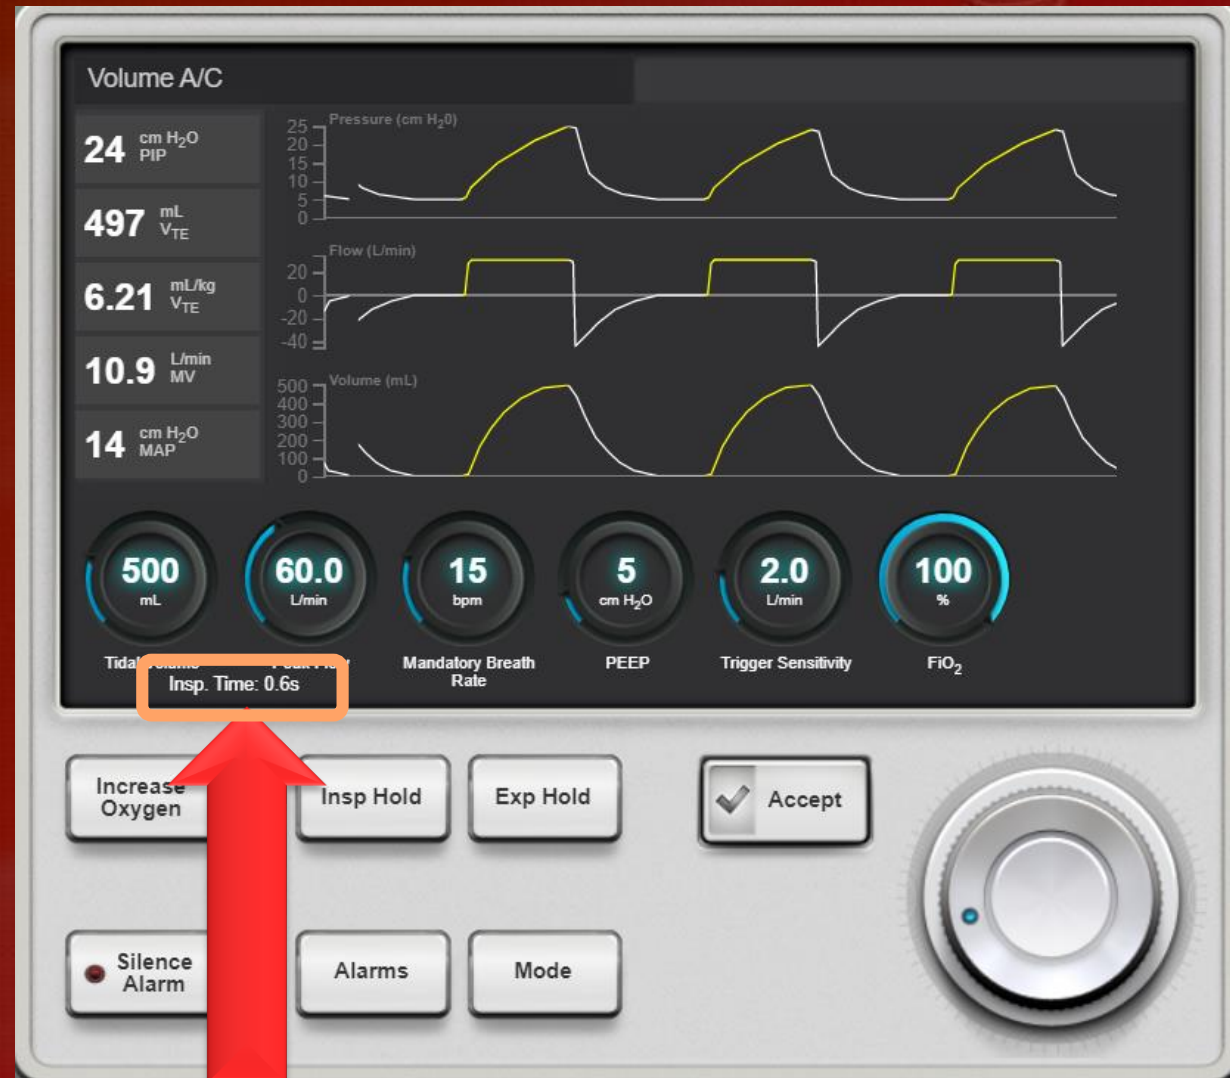 Volume A/C
24 cm H2O
PIP
497 mL
VTE
6.21 mL/kg
VTE
10.9 L/min
MV
14 cm H2O
MAP
Pressure (cm H20)
25
20
15
10
5
0
Flow (L/min)
20
0
-20
-40
Volume (mL)
500
400
300
200
100
0
500
mL
60.0
L/min
Mandatory Breath
Rate
15
bpm
PEEP
5
cm H2O
Trigger Sensitivity
2.0
L/min
FiO2
100
%
Insp. Time: 0.6s
Increase
Oxygen
Insp Hold
Exp Hold
Accept
Silence
Alarm
Alarms
Mode